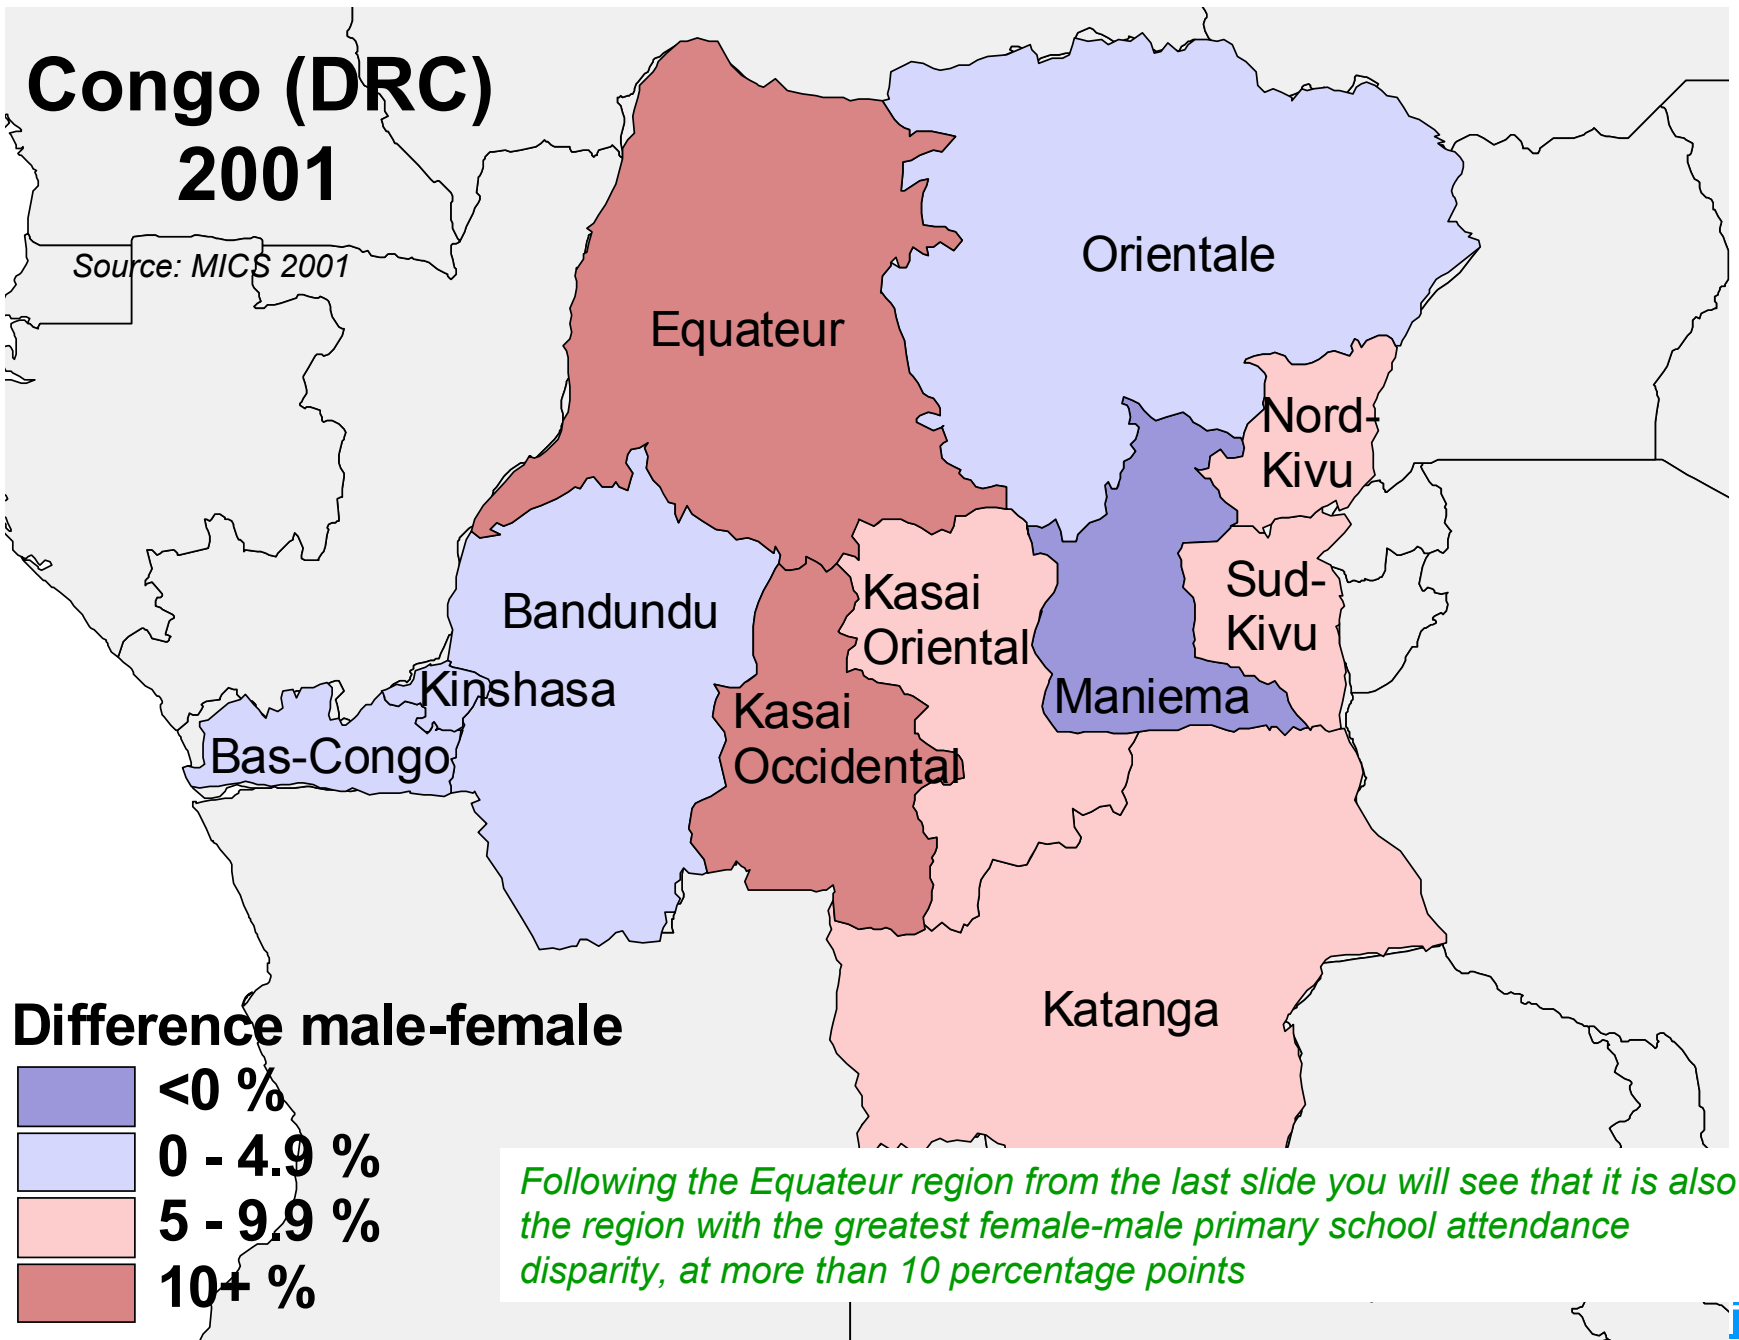 Congo (DRC)
2001
Source: MICS 2001
Orientale
Equateur
Nord-
Kivu
Kasai
Oriental
Sud-
Kivu
Bandundu
Kinshasa
Maniema
Kasai
Occidental
Bas-Congo
Katanga
Difference male-female
<0 %
0 - 4.9 %
5 - 9.9 %
10+ %
Following the Equateur region from the last slide you will see that it is also
the region with the greatest female-male primary school attendance
disparity, at more than 10 percentage points